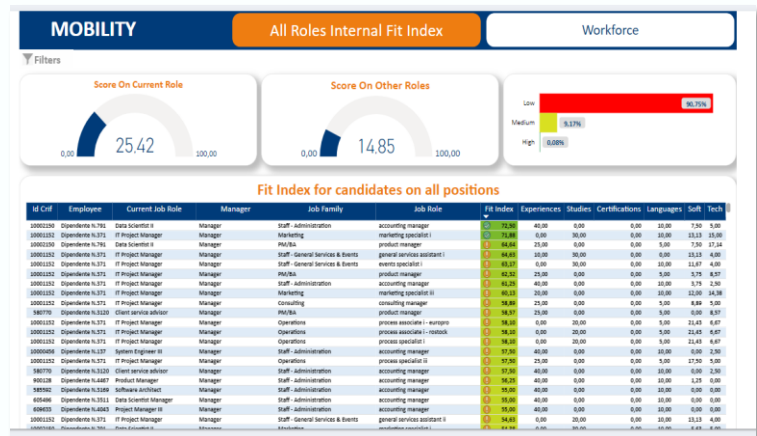 MOBILITY
All Roles Internal Fit Index
Workforce
Filters
Score On Current Role
25,42
0,00
100,00
Score On Other Roles
14,85
0,00
100,00
Low 90,75%
Medium 9,17%
High 0,08%
Fit Index for candidates on all positions
Id Crif Employee Current Job Role Manager Job Family Job Role Fit Index Experiences Studies Certifications Languages Soft Tech
10002150 Dipendente N.791 Data Scientist II Manager Staff - Administration accounting manager 72,50 40,00 0,00 0,00 10,00 7,50 5,00
10001152 Dipendente N.371 IT Project Manager Manager Marketing marketing specialist i 71,88 0,00 30,00 0,00 10,00 13,13 15,00
10002150 Dipendente N.791 Data Scientist II Manager PM/BA product manager 64,64 25,00 0,00 0,00 5,00 7,50 17,14
10001152 Dipendente N.371 IT Project Manager Manager Staff - General Services & Events general services assistant i 64,63 10,00 30,00 0,00 0,00 13,13 4,00
10001152 Dipendente N.371 IT Project Manager Manager Staff - General Services & Events events specialist i 63,17 0,00 30,00 0,00 10,00 11,67 4,00
10001152 Dipendente N.371 IT Project Manager Manager PM/BA product manager 62,32 25,00 0,00 0,00 5,00 3,75 8,57
10001152 Dipendente N.371 IT Project Manager Manager Staff - Administration accounting manager 61,25 40,00 0,00 0,00 10,00 3,75 2,50
10001152 Dipendente N.371 IT Project Manager Manager Marketing marketing specialist iii 60,13 20,00 0,00 0,00 10,00 12,00 14,38
10001152 Dipendente N.371 IT Project Manager Manager Consulting consulting manager 58,89 25,00 0,00 0,00 5,00 8,89 5,00
580770 Dipendente N.3120 Client service advisor Manager PM/BA product manager 58,57 25,00 0,00 0,00 5,00 0,00 8,57
10001152 Dipendente N.371 IT Project Manager Manager Operations process associate i - europro 58,10 0,00 20,00 0,00 5,00 21,43 6,67
10001152 Dipendente N.371 IT Project Manager Manager Operations process associate i - rostock 58,10 0,00 20,00 0,00 5,00 21,43 6,67
10001152 Dipendente N.371 IT Project Manager Manager Operations process specialist i 58,10 0,00 20,00 0,00 5,00 21,43 6,67
10000456 Dipendente N.137 System Engineer III Manager Staff - Administration accounting manager 57,50 40,00 0,00 0,00 10,00 0,00 2,50
10001152 Dipendente N.371 IT Project Manager Manager Operations process specialist iii 57,50 25,00 0,00 0,00 5,00 17,50 5,00
580770 Dipendente N.3120 Client service advisor Manager Staff - Administration accounting manager 57,50 40,00 0,00 0,00 10,00 0,00 2,50
900128 Dipendente N.4467 Product Manager Manager Staff - Administration accounting manager 56,25 40,00 0,00 0,00 10,00 1,25 0,00
585592 Dipendente N.3169 Software Architect Manager Staff - Administration accounting manager 55,00 40,00 0,00 0,00 10,00 0,00 0,00
605486 Dipendente N.3511 Data Scientist Manager Manager Staff - Administration accounting manager 55,00 40,00 0,00 0,00 10,00 0,00 0,00
609633 Dipendente N.4043 Project Manager III Manager Staff - Administration accounting manager 55,00 40,00 0,00 0,00 10,00 0,00 0,00
10001152 Dipendente N.371 IT Project Manager Manager Staff - General Services & Events general services assistant ii 54,63 0,00 20,00 0,00 10,00 13,13 4,00